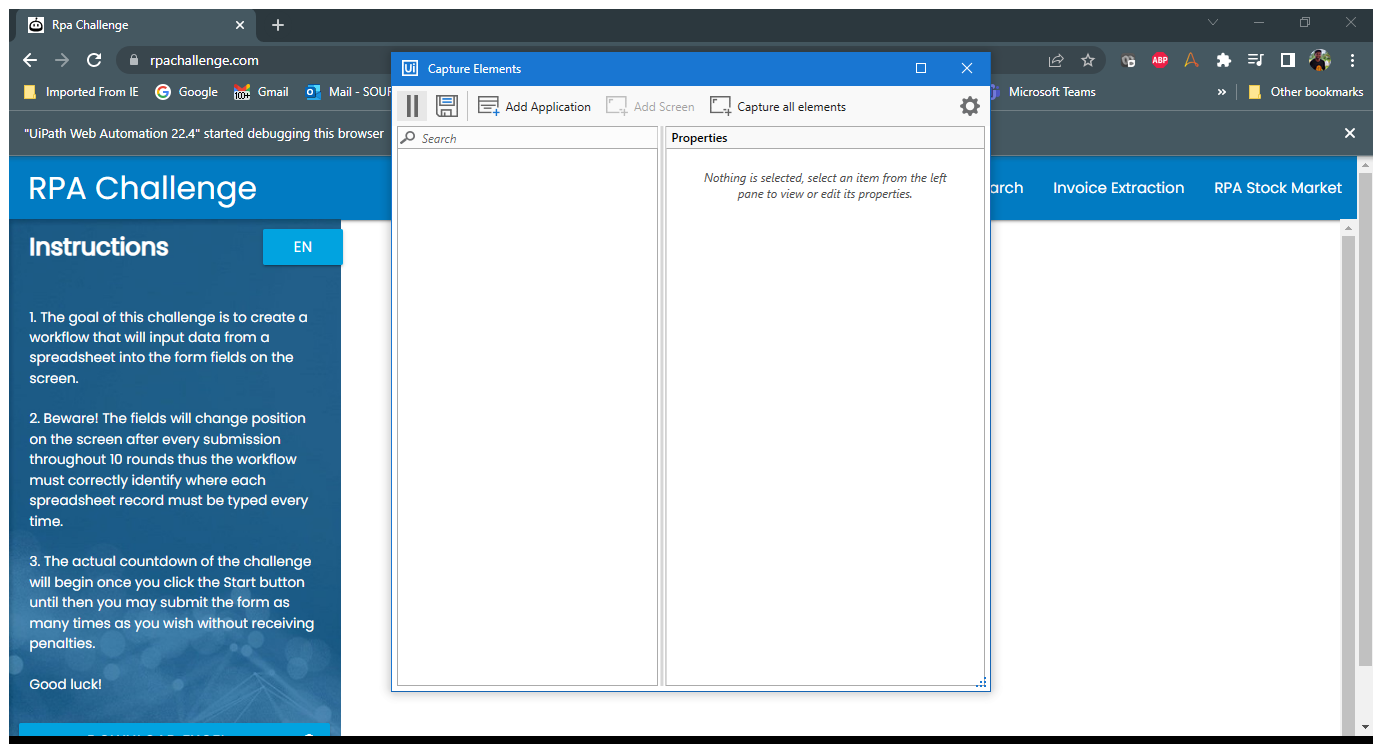 Rpa Challenge
rpachallenge.com
ABP
Imported From IE
Google
100+
Gmail
Mail - SOUF
Microsoft Teams
»
Other bookmarks
"UiPath Web Automation 22.4" started debugging this browser
Ui Capture Elements
Add Application
Add Screen
Capture all elements
Search
Properties
Nothing is selected, select an item from the left
pane to view or edit its properties.
RPA Challenge
arch
Invoice Extraction
RPA Stock Market
Instructions
EN
1. The goal of this challenge is to create a
workflow that will input data from a
spreadsheet into the form fields on the
screen.
2. Beware! The fields will change position
on the screen after every submission
throughout 10 rounds thus the workflow
must correctly identify where each
spreadsheet record must be typed every
time.
3. The actual countdown of the challenge
will begin once you click the Start button
until then you may submit the form as
many times as you wish without receiving
penalties.
Good luck!